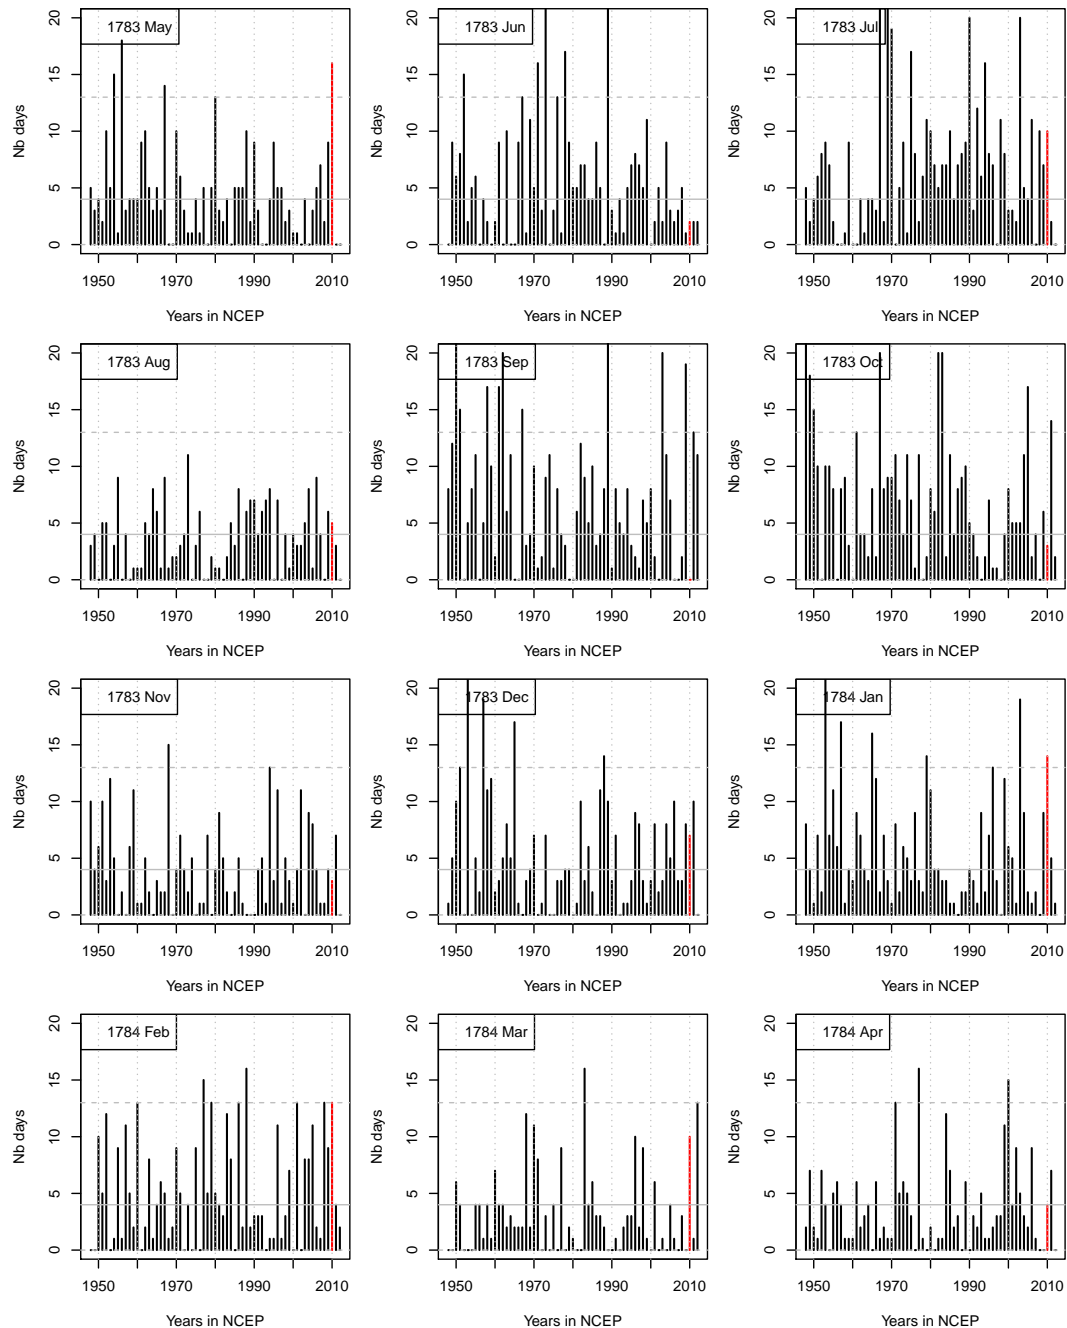 1783 May
Nb days
0 5 10 15 20
1950 1970 1990 2010
Years in NCEP
1783 Jun
Nb days
0 5 10 15 20
1950 1970 1990 2010
Years in NCEP
1783 Jul
Nb days
0 5 10 15 20
1950 1970 1990 2010
Years in NCEP
1783 Aug
Nb days
0 5 10 15 20
1950 1970 1990 2010
Years in NCEP
1783 Sep
Nb days
0 5 10 15 20
1950 1970 1990 2010
Years in NCEP
1783 Oct
Nb days
0 5 10 15 20
1950 1970 1990 2010
Years in NCEP
1783 Nov
Nb days
0 5 10 15 20
1950 1970 1990 2010
Years in NCEP
1783 Dec
Nb days
0 5 10 15 20
1950 1970 1990 2010
Years in NCEP
1784 Jan
Nb days
0 5 10 15 20
1950 1970 1990 2010
Years in NCEP
1784 Feb
Nb days
0 5 10 15 20
1950 1970 1990 2010
Years in NCEP
1784 Mar
Nb days
0 5 10 15 20
1950 1970 1990 2010
Years in NCEP
1784 Apr
Nb days
0 5 10 15 20
1950 1970 1990 2010
Years in NCEP